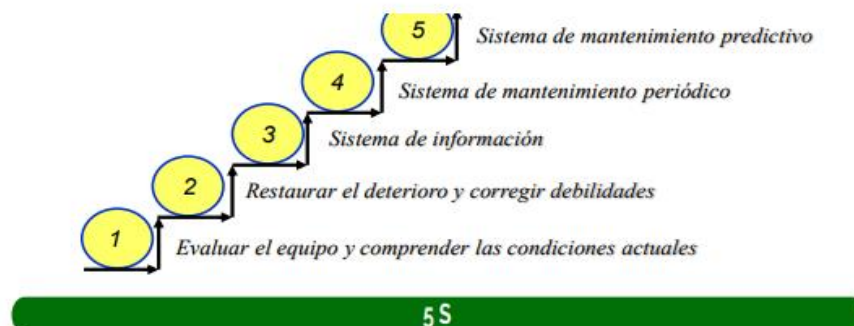 5 Sistema de mantenimiento predictivo
4 Sistema de mantenimiento periódico
3 Sistema de información
2 Restaurar el deterioro y corregir debilidades
1 Evaluar el equipo y comprender las condiciones actuales
5 S